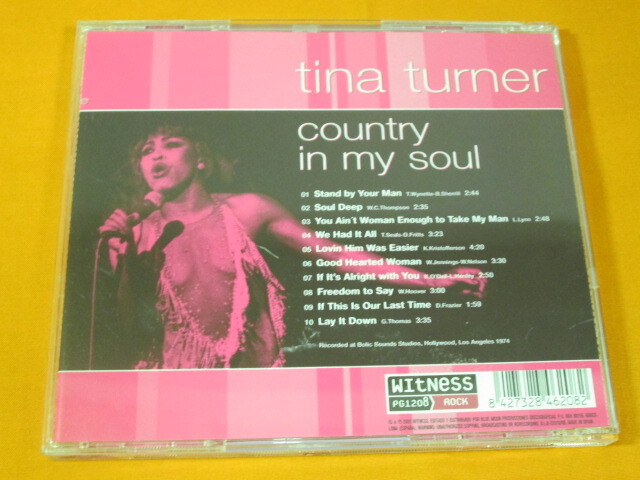 tina turner
country
in my soul
01 Stand by Your Man T.Wynette-B.Sherrill 2:44
02 Soul Deep W.C.Thompson 2:35
03 You Ain't Woman Enough to Take My Man L.Lynn 2:48
04 We Had It All T.Seals-D.Fritts 3:23
05 Lovin Him Was Easier K.Kristofferson 4:20
06 Good Hearted Woman W.Jennings-W.Nelson 3:30
07 If It's Alright with You 2:50
08 Freedom to Say W.Hoover 3:00
09 If This Is Our Last Time D.Frazier 1:59
10 Lay It Down G.Thomas 3:35
Recorded at Bolic Sounds Studios, Hollywood, Los Angeles 1974
WITNESS
PG1208 ROCK
8 427328 462082